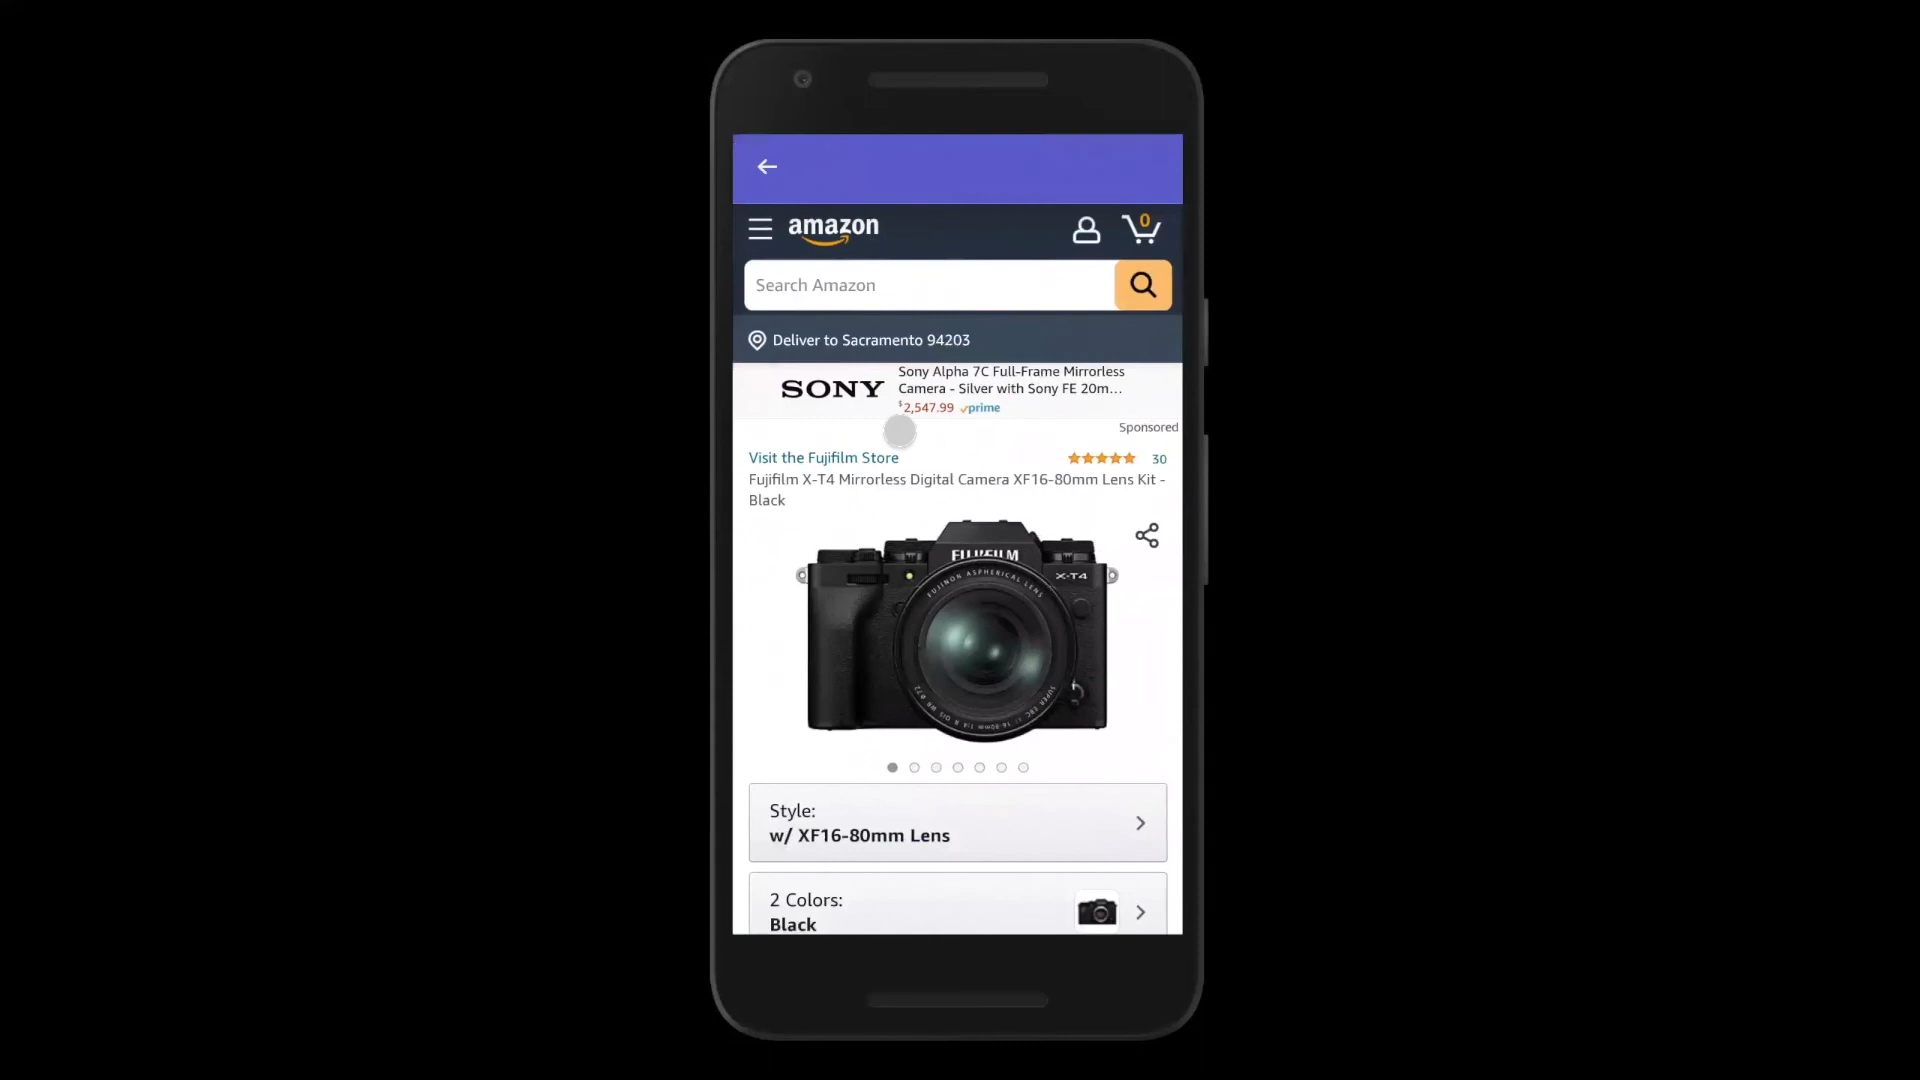 amazon
0
Search Amazon
Deliver to Sacramento 94203
SONY
Sony Alpha 7C Full-Frame Mirrorless
Camera - Silver with Sony FE 20m...
$2,547.99 prime
Sponsored
Visit the Fujifilm Store
30
Fujifilm X-T4 Mirrorless Digital Camera XF16-80mm Lens Kit -
Black
FUJIFILM
X-T4
FUJINON ASPHERICAL LENS
Style:
w/ XF16-80mm Lens
2 Colors:
Black